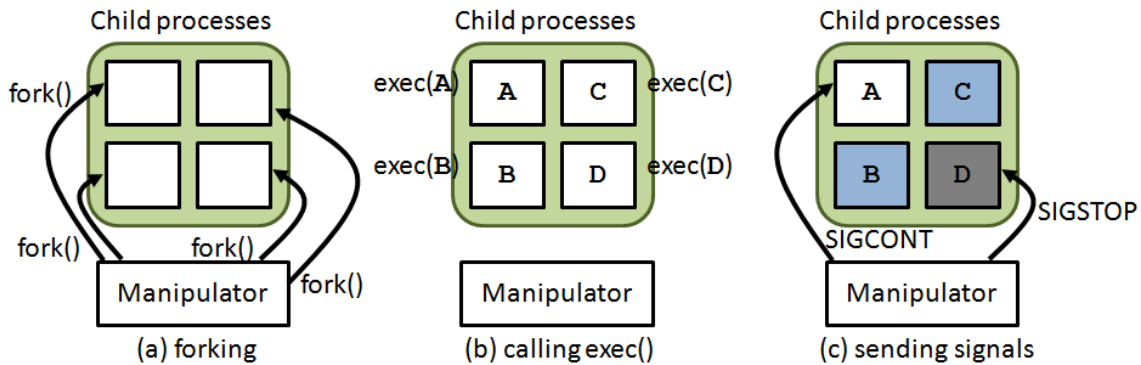 Child processes
fork()
fork()
fork()
fork()
Manipulator
(a) forking
Child processes
exec(A)
A
C
exec(C)
exec(B)
B
D
exec(D)
Manipulator
(b) calling exec()
Child processes
A
C
B
D
SIGSTOP
SIGCONT
Manipulator
(c) sending signals